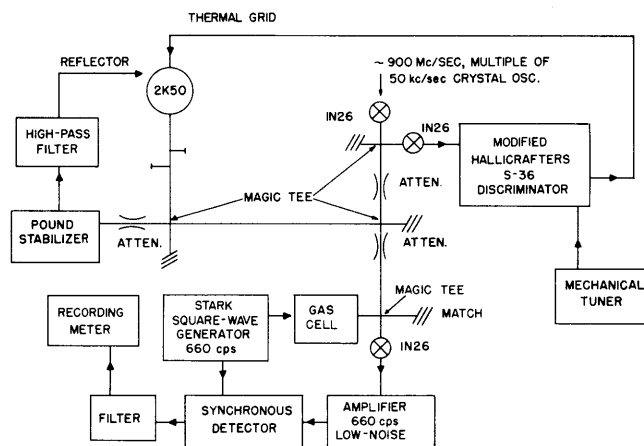 THERMAL GRID
REFLECTOR
~ 900 Mc/SEC, MULTIPLE OF
50 kc/sec CRYSTAL OSC.
2K50
IN26
IN26
HIGH-PASS
FILTER
MODIFIED
HALLICRAFTERS
S-36
DISCRIMINATOR
ATTEN.
MAGIC TEE
POUND
STABILIZER
ATTEN.
ATTEN.
MECHANICAL
TUNER
RECORDING
METER
STARK
SQUARE-WAVE
GENERATOR
660 cps
GAS
CELL
MAGIC TEE
MATCH
IN26
FILTER
SYNCHRONOUS
DETECTOR
AMPLIFIER
660 cps
LOW-NOISE